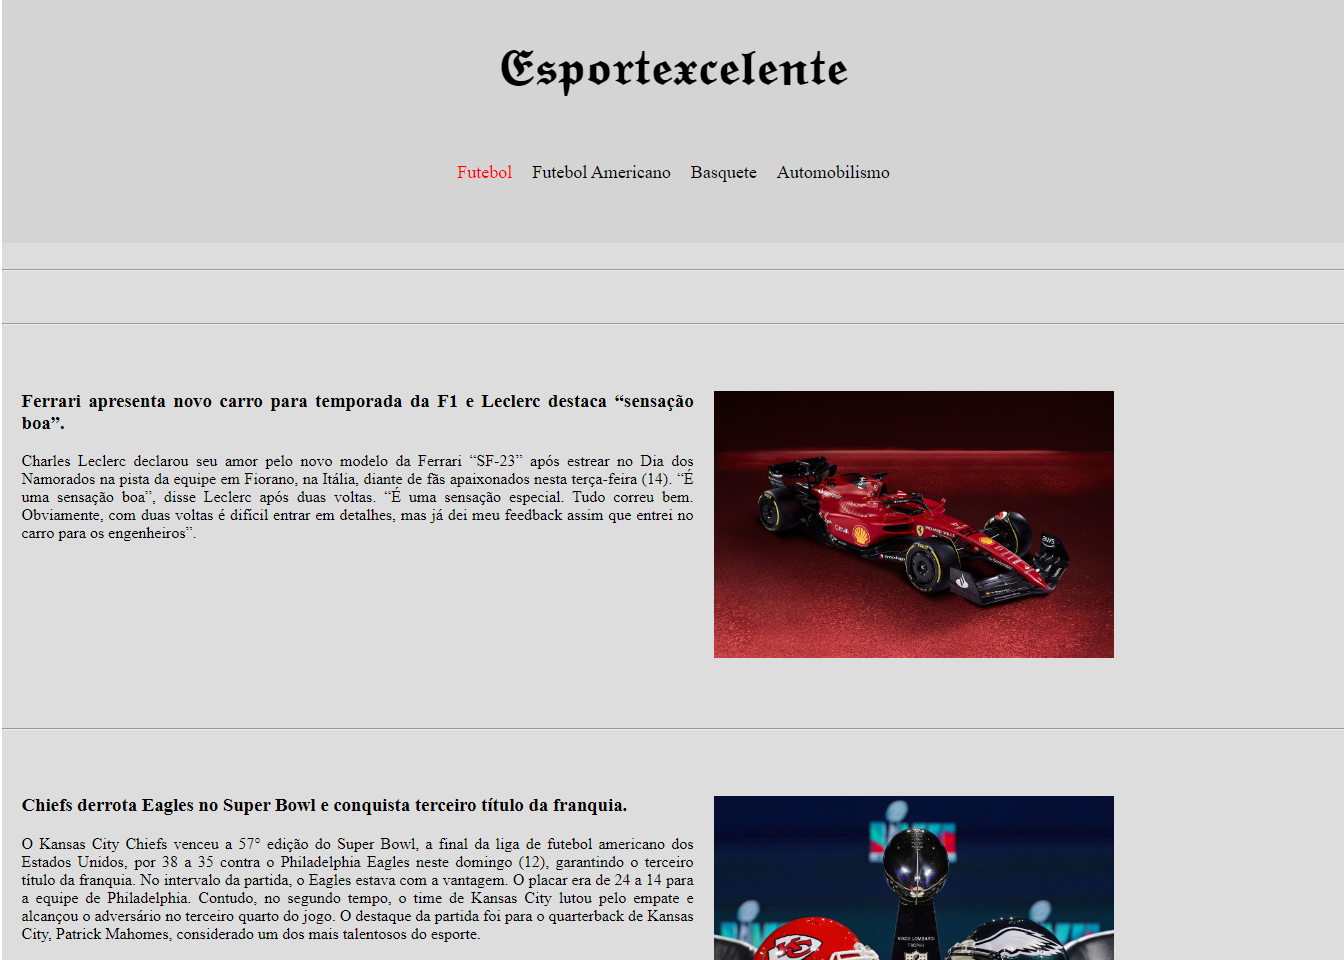 Esportexcelente
Futebol Futebol Americano Basquete Automobilismo
Ferrari apresenta novo carro para temporada da F1 e Leclerc destaca “sensação
boa”.
Charles Leclerc declarou seu amor pelo novo modelo da Ferrari “SF-23” após estrear no Dia dos
Namorados na pista da equipe em Fiorano, na Itália, diante de fãs apaixonados nesta terça-feira (14). “É
uma sensação boa”, disse Leclerc após duas voltas. “É uma sensação especial. Tudo correu bem.
Obviamente, com duas voltas é difícil entrar em detalhes, mas já dei meu feedback assim que entrei no
carro para os engenheiros”.
Chiefs derrota Eagles no Super Bowl e conquista terceiro título da franquia.
O Kansas City Chiefs venceu a 57° edição do Super Bowl, a final da liga de futebol americano dos
Estados Unidos, por 38 a 35 contra o Philadelphia Eagles neste domingo (12), garantindo o terceiro
título da franquia. No intervalo da partida, o Eagles estava com a vantagem. O placar era de 24 a 14 para
a equipe de Philadelphia. Contudo, no segundo tempo, o time de Kansas City lutou pelo empate e
alcançou o adversário no terceiro quarto do jogo. O destaque da partida foi para o quarterback de Kansas
City, Patrick Mahomes, considerado um dos mais talentosos do esporte.
VINCE LOMBARDI
TROPHY
NFL